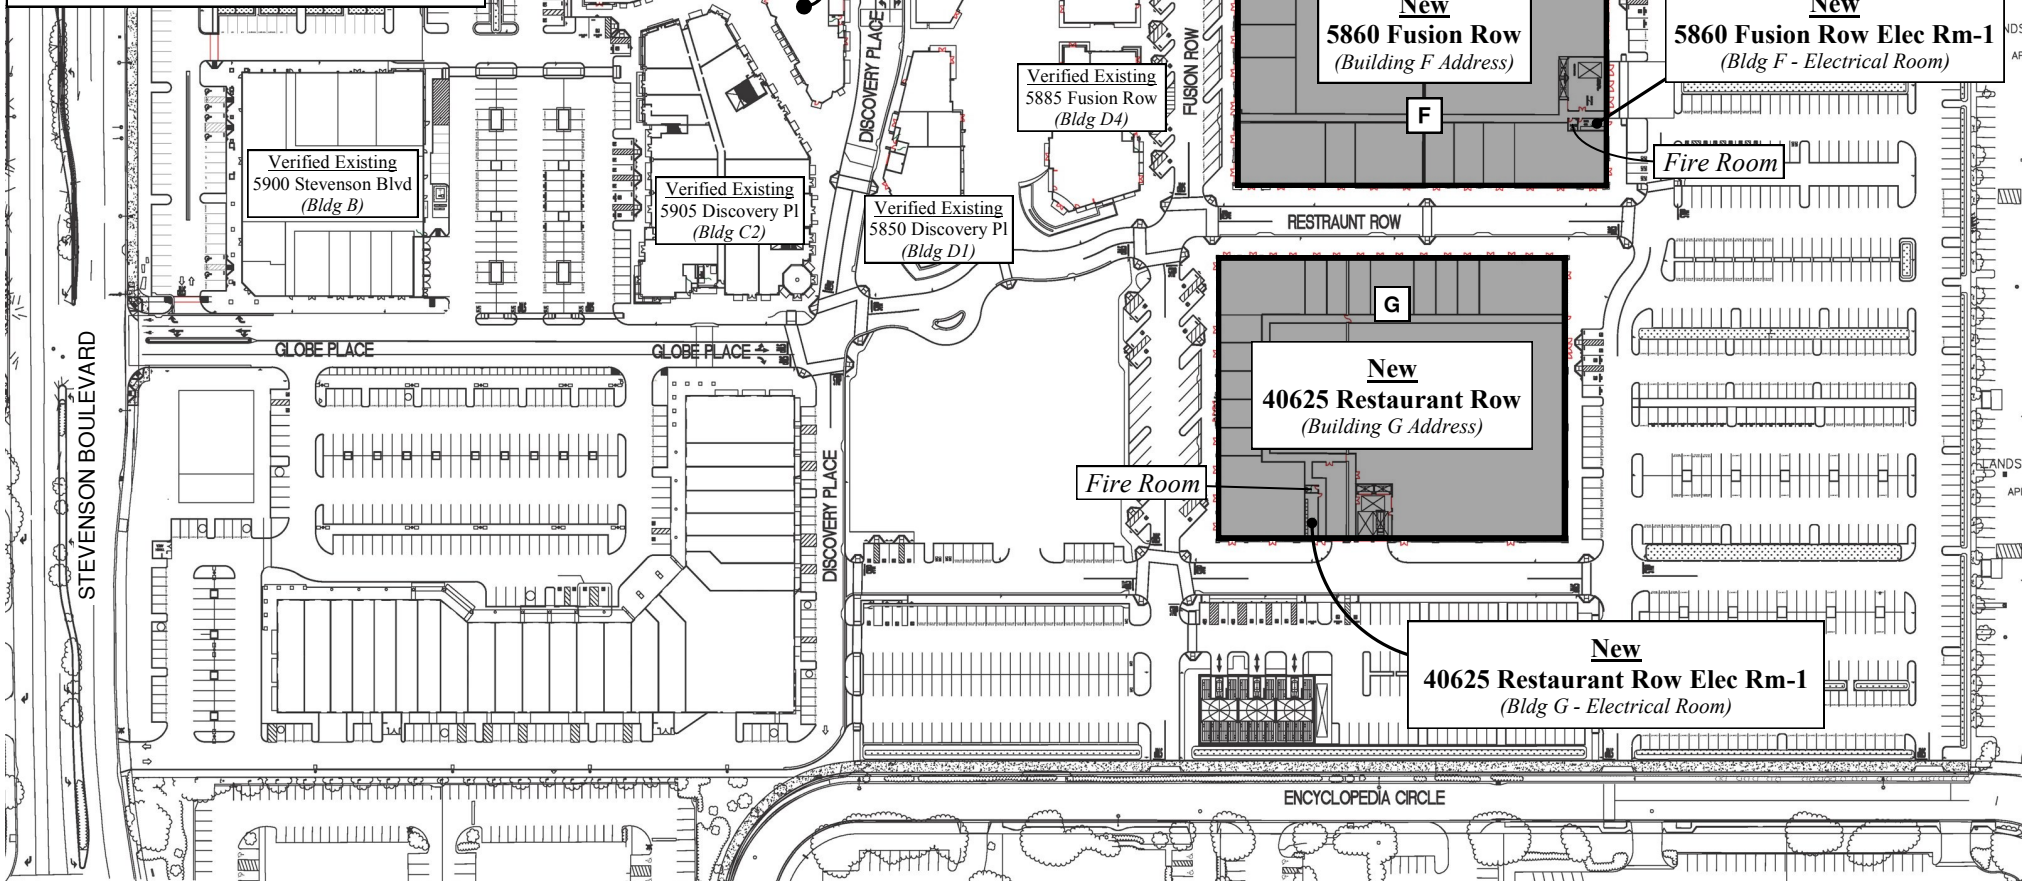 New
5860 Fusion Row
(Building F Address)
New
5860 Fusion Row Elec Rm-1
(Bldg F - Electrical Room)
DISCOVERY PLACE
Verified Existing
5885 Fusion Row
(Bldg D4)
FUSION ROW
F
H
Fire Room
Verified Existing
5900 Stevenson Blvd
(Bldg B)
Verified Existing
5905 Discovery Pl
(Bldg C2)
Verified Existing
5850 Discovery Pl
(Bldg D1)
RESTRAUNT ROW
G
GLOBE PLACE
GLOBE PLACE
New
40625 Restaurant Row
(Building G Address)
STEVENSON BOULEVARD
DISCOVERY PLACE
Fire Room
LANDS
New
40625 Restaurant Row Elec Rm-1
(Bldg G - Electrical Room)
ENCYCLOPEDIA CIRCLE